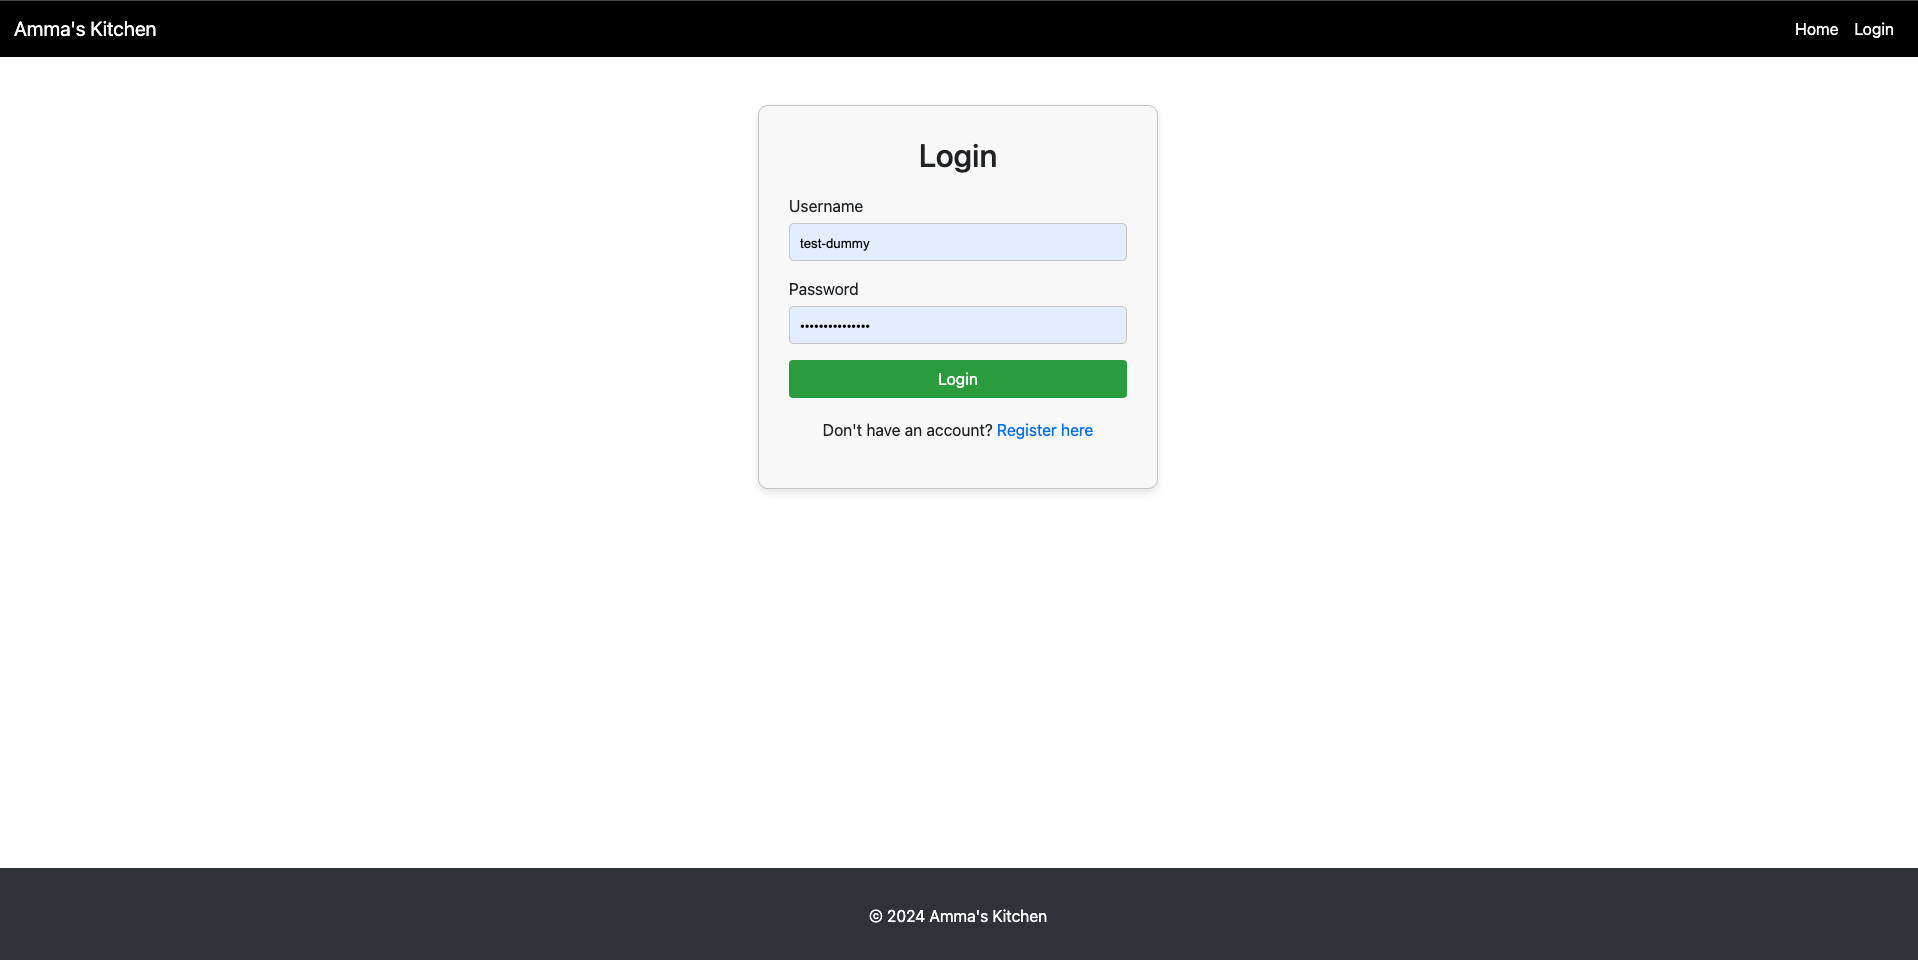 Amma's Kitchen
Home Login
Login
Username
test-dummy
Password
•••••••••••••••
Login
Don't have an account? Register here
© 2024 Amma's Kitchen